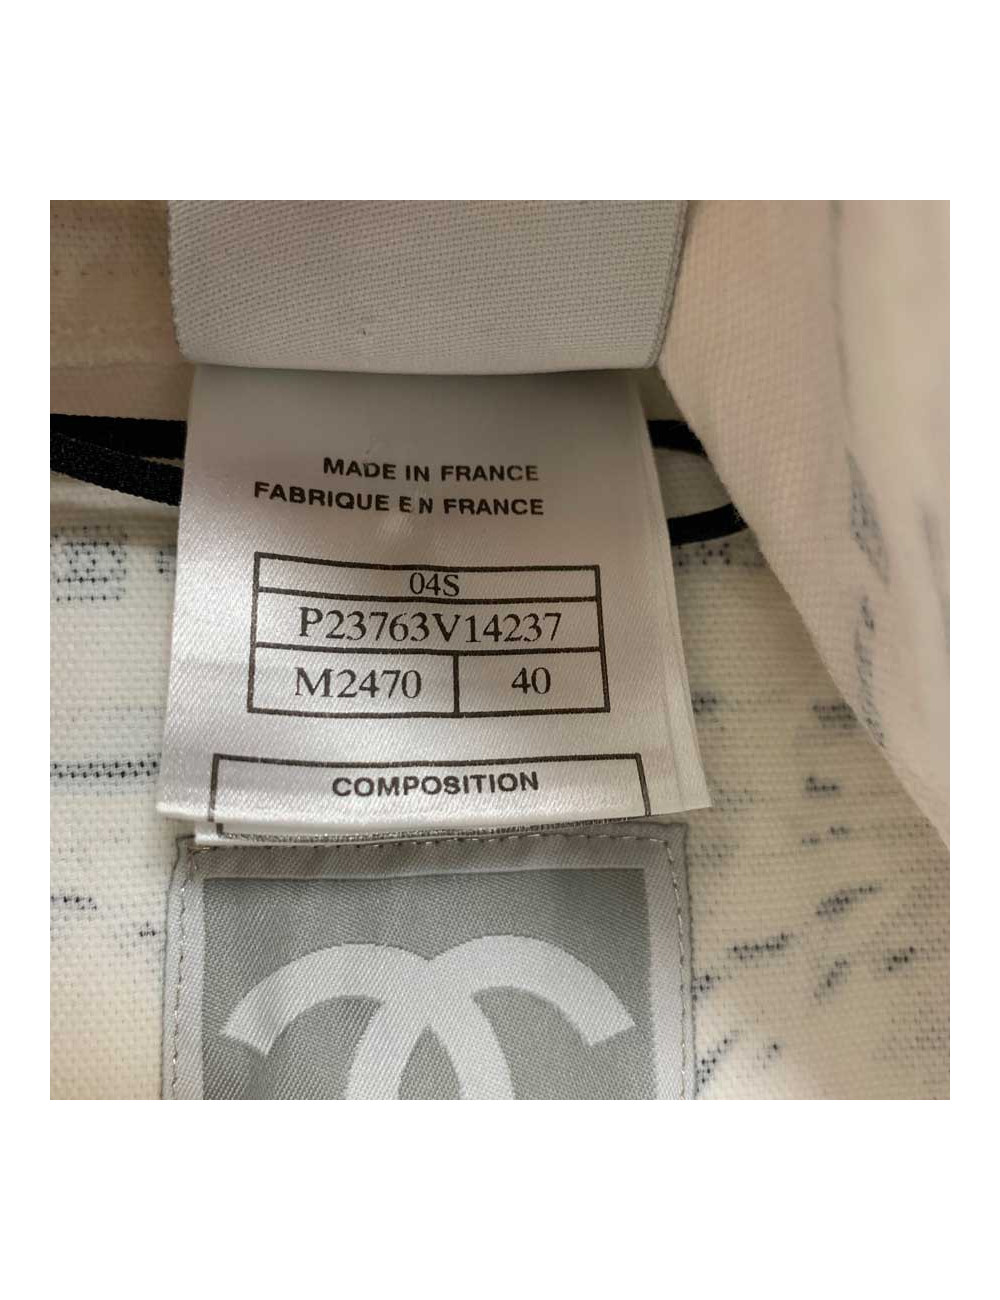 MADE IN FRANCE
FABRIQUE EN FRANCE
04S
P23763V14237
M2470 40
COMPOSITION